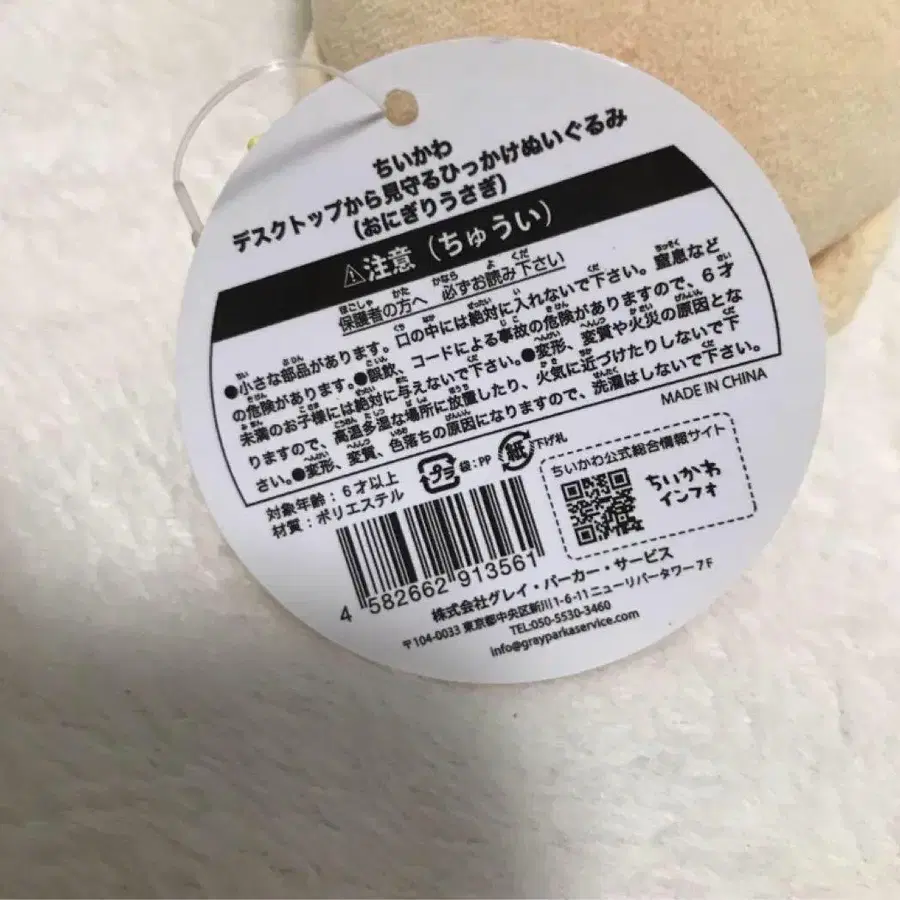 ちいかわ
デスクトップから見守るひっかけぬいぐるみ
(おにぎりうさぎ)
⚠注意(ちゅうい)
保護者の方へ 必ずお読み下さい
●小さな部品があります。口の中には絶対に入れないで下さい。窒息など
の危険があります。●誤飲、コードによる事故の危険がありますので、6才
未満のお子様には絶対に与えないで下さい。●変形、変質や火災の原因とな
りますので、高温多湿な場所に放置したり、火気に近づけたりしないで下
さい。●変形、変質、色落ちの原因になりますので、洗濯はしないで下さい。
MADE IN CHINA
対象年齢:6才以上
材質:ポリエステル
プラ 袋:PP 紙 下げ札
ちいかわ公式総合情報サイト
ちいかわ
インフォ
4 582662 913561
株式会社グレイ・パーカー・サービス
〒104-0033 東京都中央区新川1-6-11ニューリバータワー7F
TEL:050-5530-3460
info@grayparkaservice.com